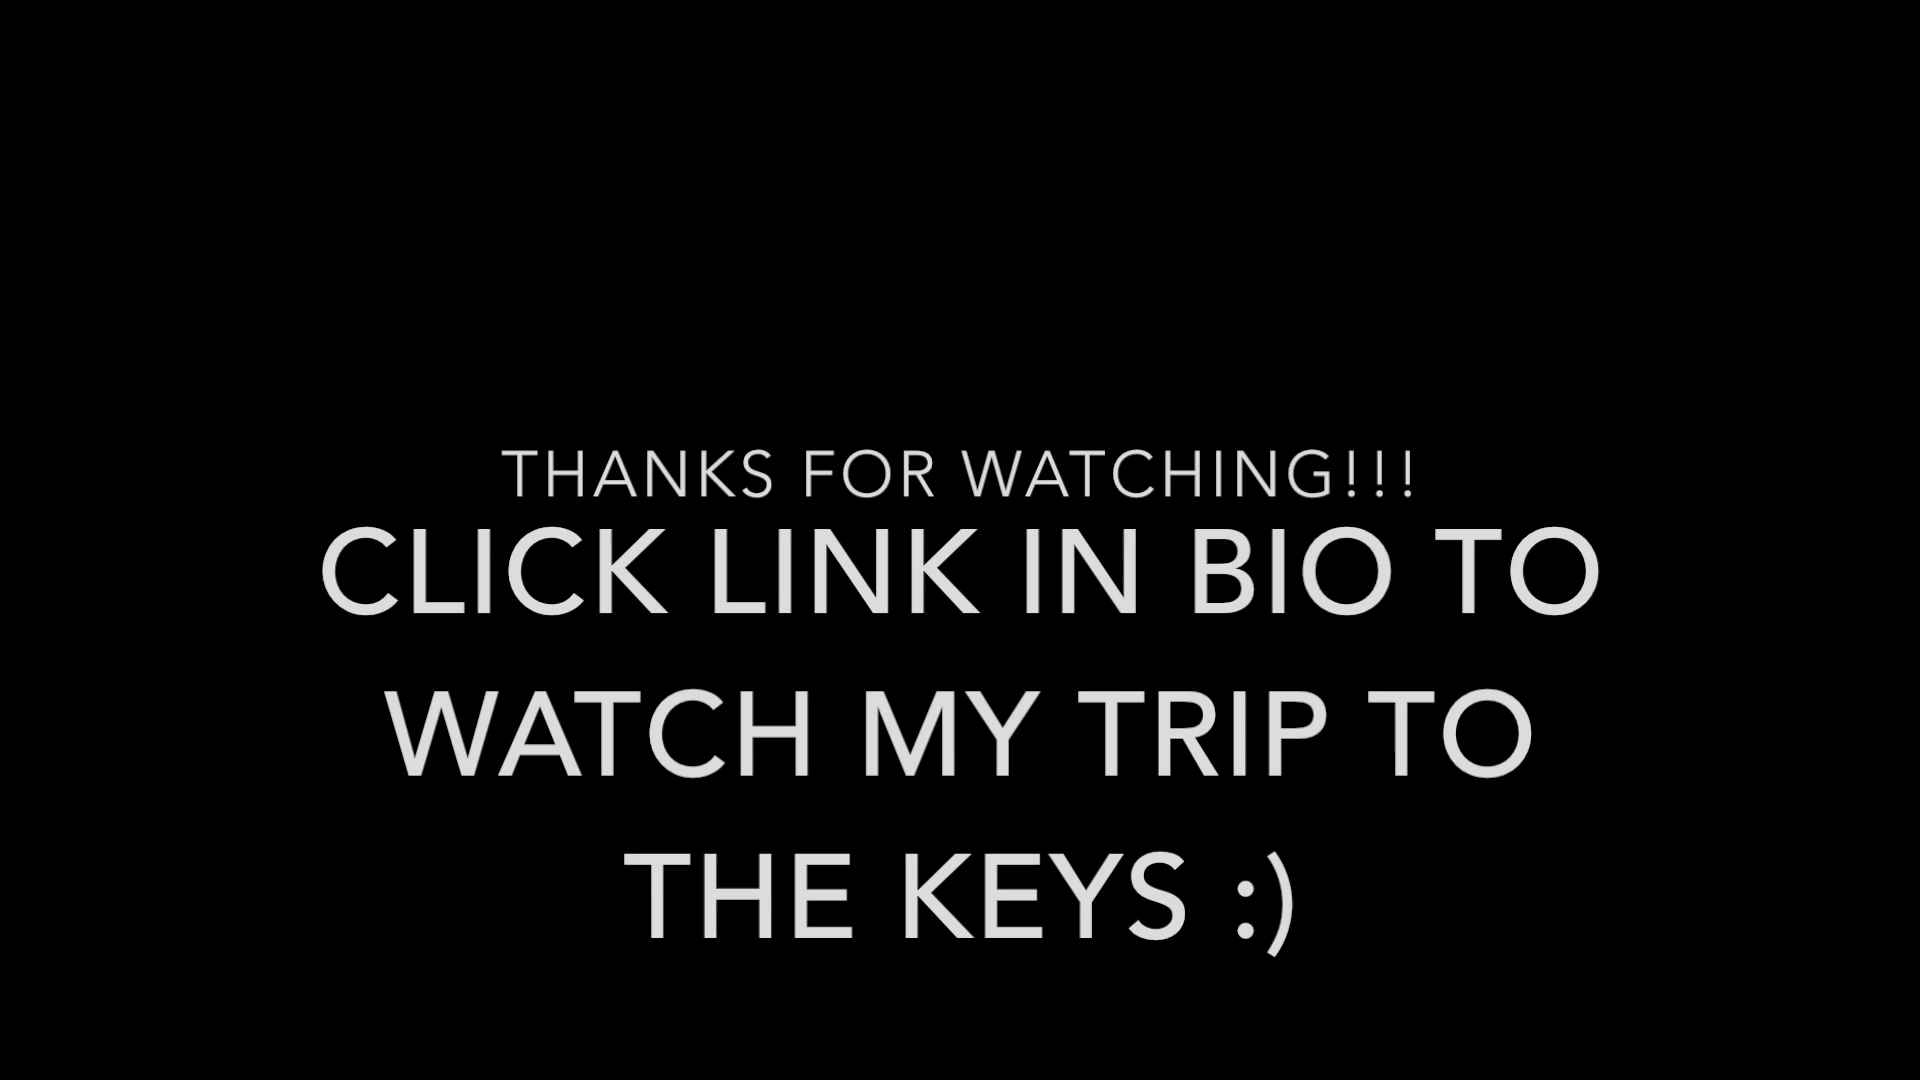 THANKS FOR WATCHING!!!
CLICK LINK IN BIO TO
WATCH MY TRIP TO
THE KEYS :)